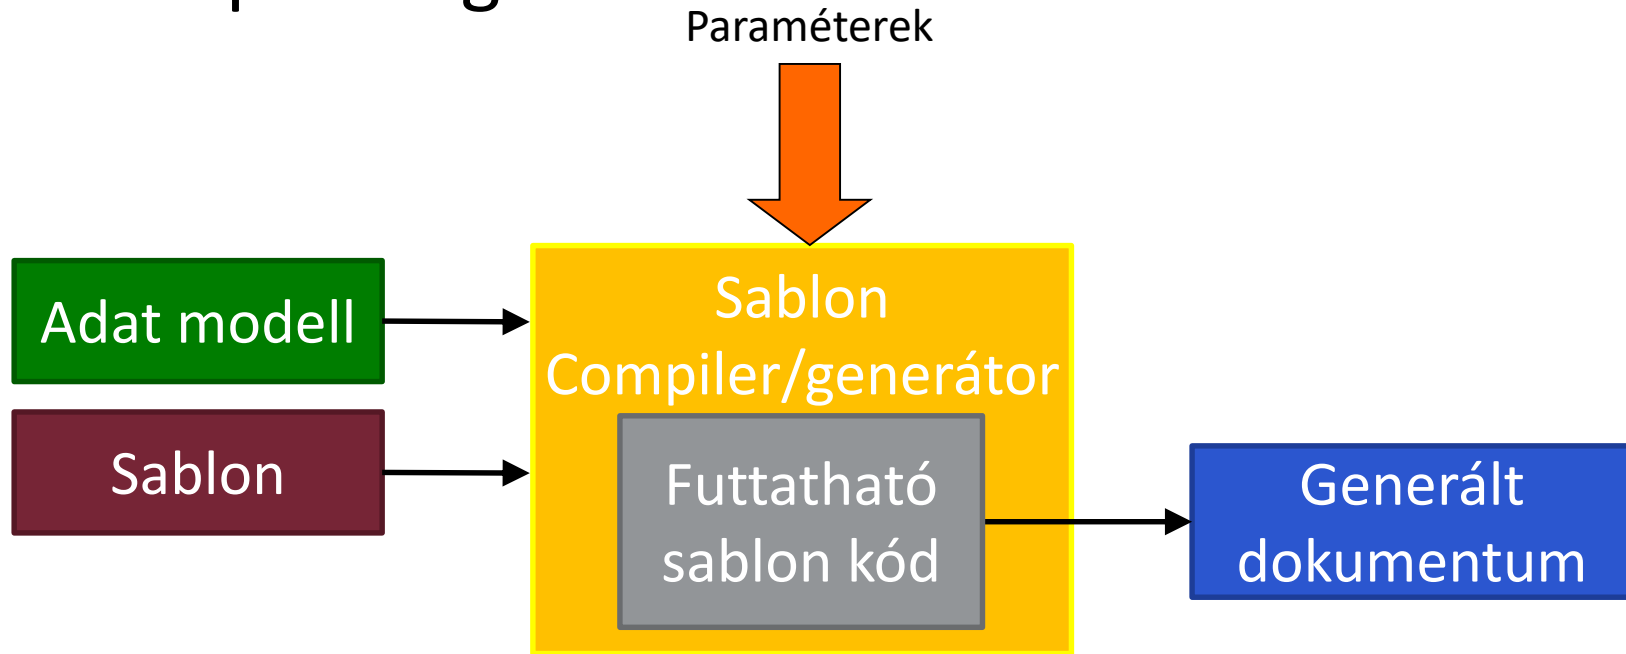 Paraméterek
Adat modell
Sablon
Sablon
Compiler/generátor
Futtatható
sablon kód
Generált
dokumentum